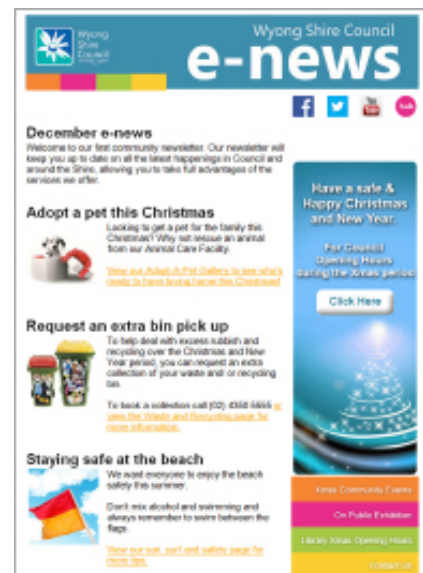 Wyong
Shire
Council
Wyong Shire Council
e-news
hub
December e-news
Welcome to our first community newsletter. Our newsletter will
keep you up to date on all the latest happenings in Council and
around the Shire, allowing you to take full advantages of the
services we offer.
Adopt a pet this Christmas
Looking to get a pet for the family this
Christmas? Why not rescue an animal
from our Animal Care Facility.
View our Adopt-A-Pet Gallery to see who's
ready to have loving home this Christmas!
Request an extra bin pick up
To help deal with excess rubbish and
recycling over the Christmas and New
Year period, you can request an extra
collection of your waste and/ or recycling
bin.
To book a collection call (02) 4350 5555 or
view the Waste and Recycling page for
more information.
Staying safe at the beach
We want everyone to enjoy the beach
safely this summer.
Don't mix alcohol and swimming and
always remember to swim between the
flags.
View our sun, surf and safety page for
more tips.
Have a safe &
Happy Christmas
and New Year.
For Council
Opening Hours
during the Xmas period
Click Here
Xmas Community Events
On Public Exhibition
Library Xmas Opening Hours
Contact Us